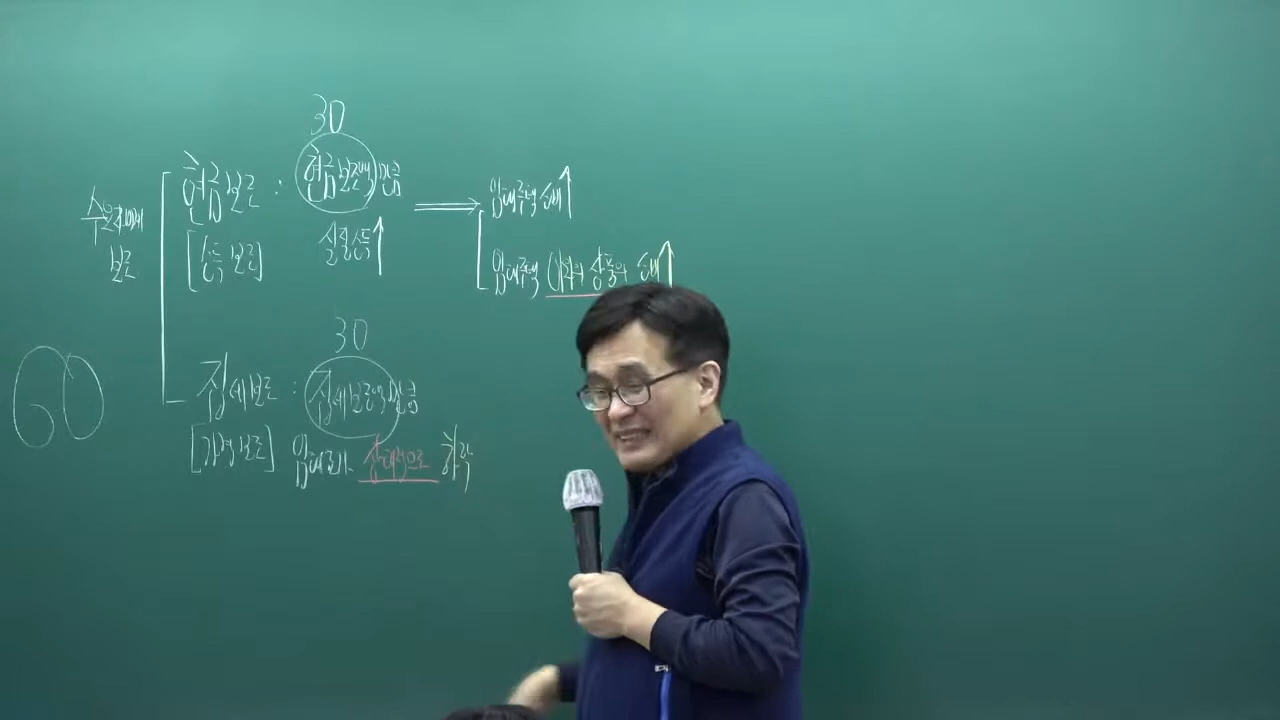 30
수요자에게 보조
현금보조 : 현금보조액만큼 ⇒ 임대주택 소비↑
[소득 보조] 실질소득↑
임대주택 이외의 상품의 소비↑
30
집세보조 : 집세보조액만큼
60
[가격보조] 임대료가 상대적으로 하락